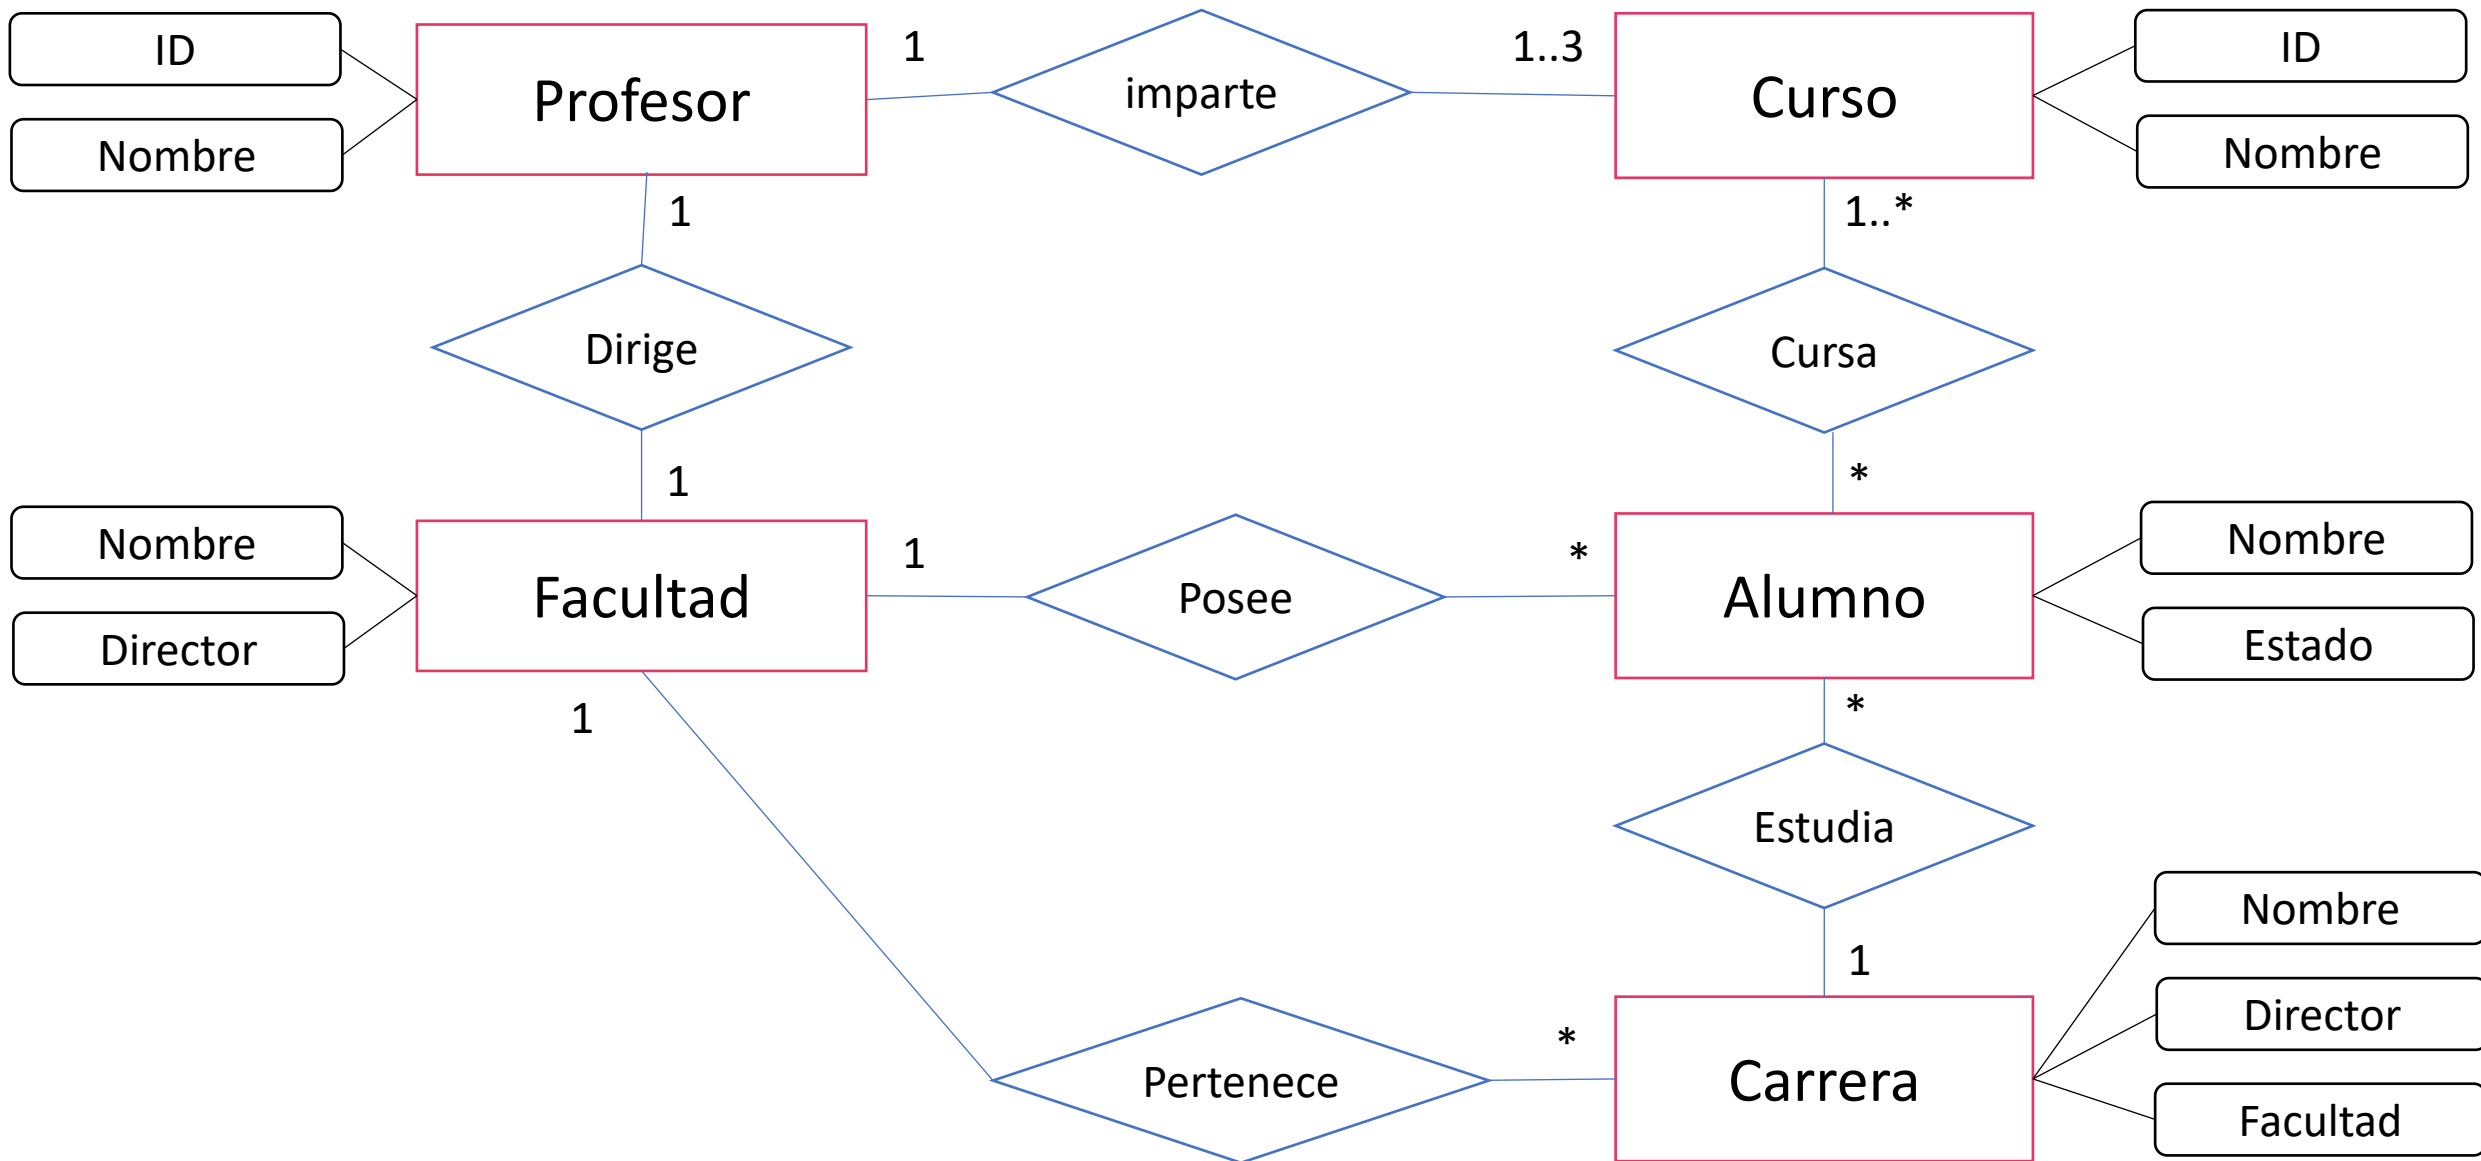 ID
Profesor
1
imparte
1..3
Curso
ID
Nombre
Nombre
1
1..*
Dirige
Cursa
1
*
Nombre
Facultad
1
Posee
*
Alumno
Nombre
Director
Estado
1
*
Estudia
Nombre
1
Director
Pertenece
*
Carrera
Facultad